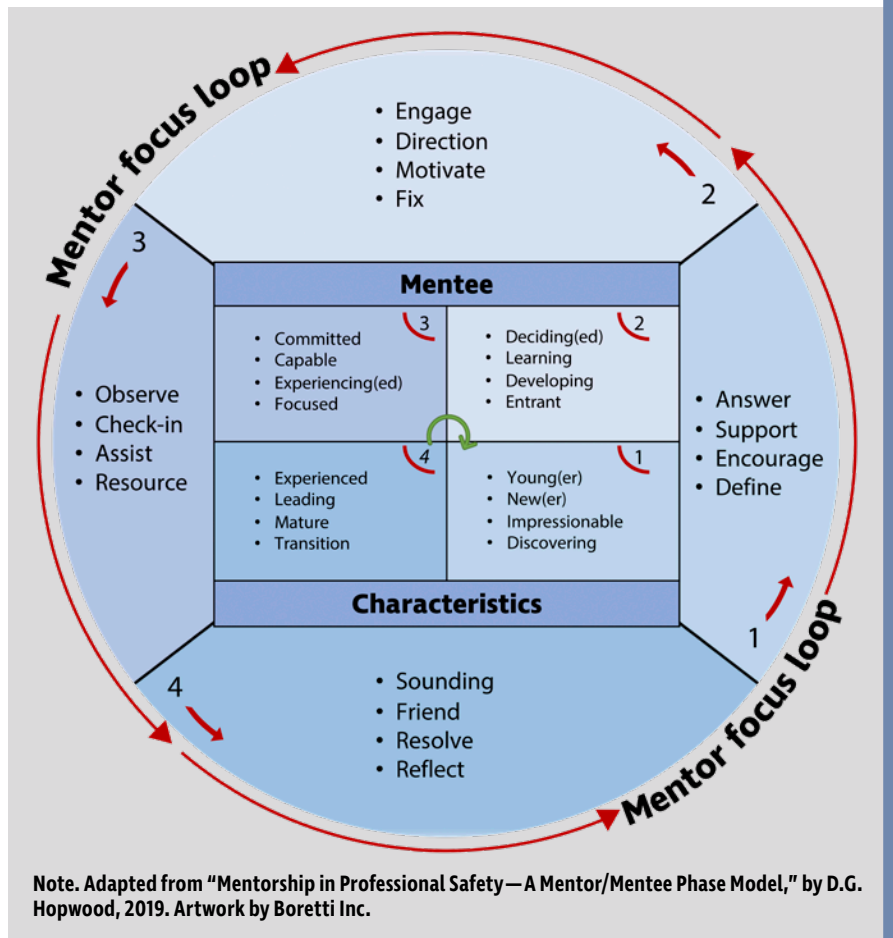 Mentor focus loop
• Engage
• Direction
• Motivate
• Fix
2
3
Mentee
• Committed
• Capable
• Experiencing(ed)
• Focused
3
• Deciding(ed)
• Learning
• Developing
• Entrant
2
• Observe
• Check-in
• Assist
• Resource
• Answer
• Support
• Encourage
• Define
• Experienced
• Leading
• Mature
• Transition
4
• Young(er)
• New(er)
• Impressionable
• Discovering
1
Characteristics
1
4
• Sounding
• Friend
• Resolve
• Reflect
Mentor focus loop
Note. Adapted from “Mentorship in Professional Safety—A Mentor/Mentee Phase Model,” by D.G.
Hopwood, 2019. Artwork by Boretti Inc.